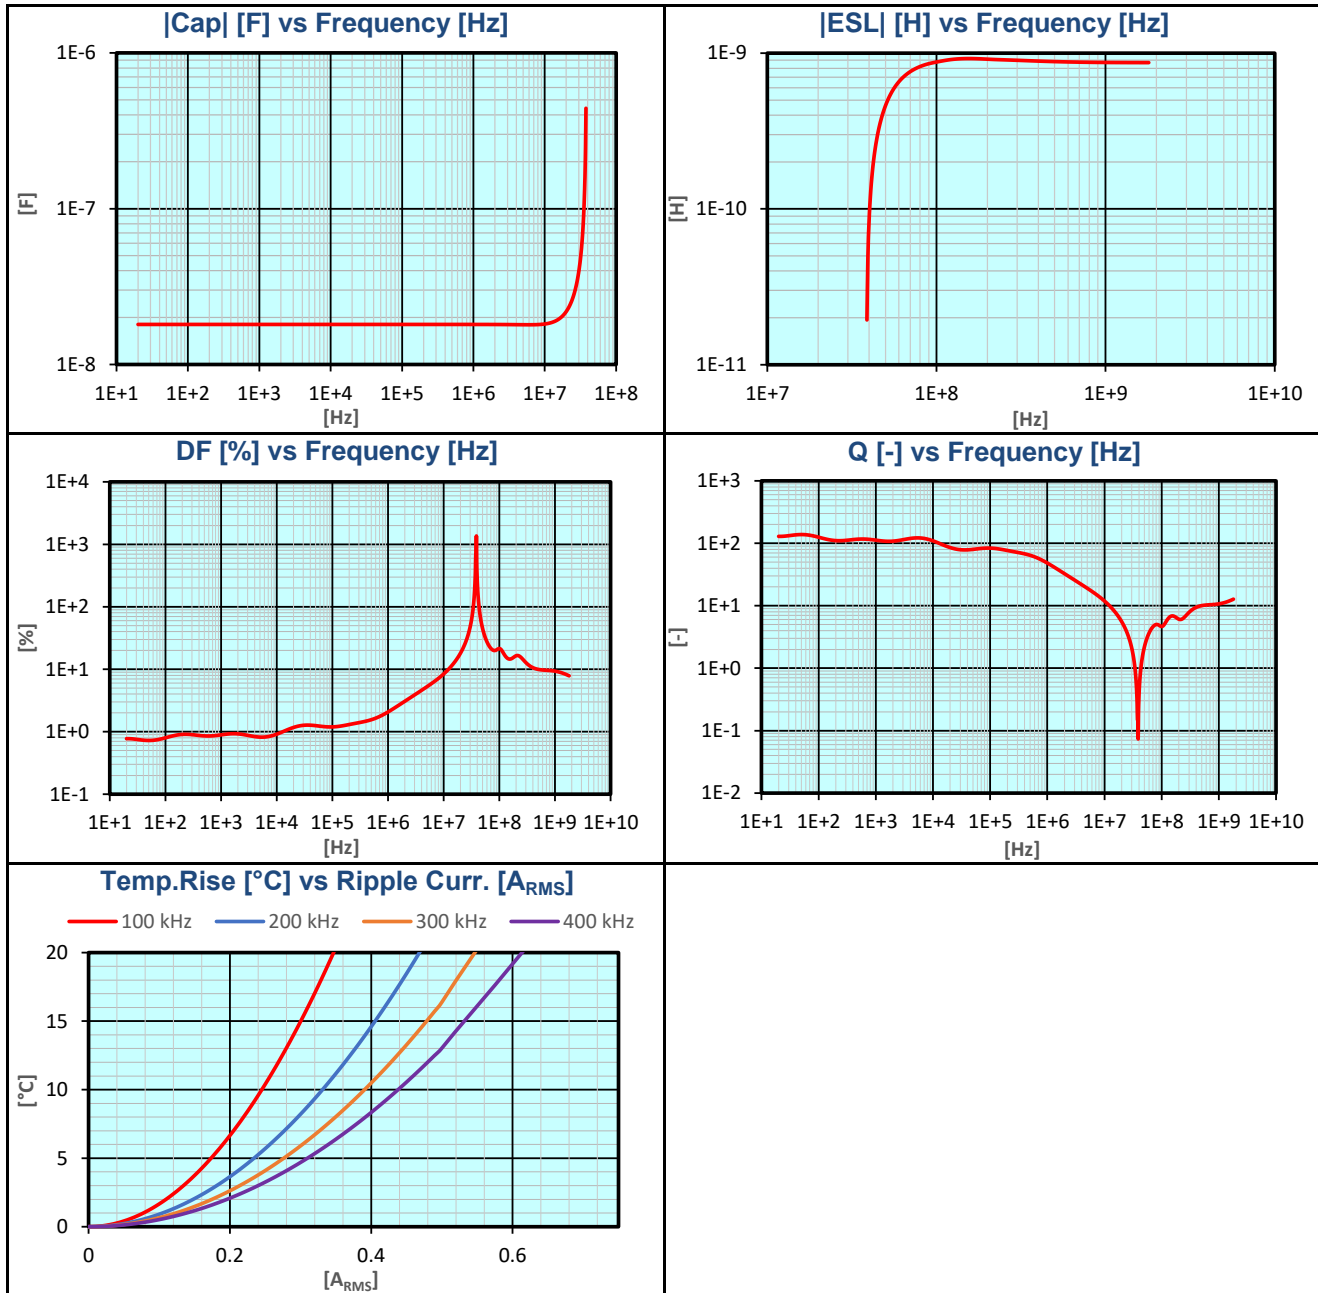 |Cap| [F] vs Frequency [Hz]
1E-6
1E-7
1E-8
[F]
1E+1 1E+2 1E+3 1E+4 1E+5 1E+6 1E+7 1E+8
[Hz]
|ESL| [H] vs Frequency [Hz]
1E-9
1E-10
1E-11
[H]
1E+7 1E+8 1E+9 1E+10
[Hz]
DF [%] vs Frequency [Hz]
1E+4
1E+3
1E+2
1E+1
1E+0
1E-1
[%]
1E+1 1E+2 1E+3 1E+4 1E+5 1E+6 1E+7 1E+8 1E+9 1E+10
[Hz]
Q [-] vs Frequency [Hz]
1E+3
1E+2
1E+1
1E+0
1E-1
1E-2
[-]
1E+1 1E+2 1E+3 1E+4 1E+5 1E+6 1E+7 1E+8 1E+9 1E+10
[Hz]
Temp.Rise [°C] vs Ripple Curr. [ARMS]
100 kHz 200 kHz 300 kHz 400 kHz
20
15
10
5
0
[°C]
0 0.2 0.4 0.6
[ARMS]